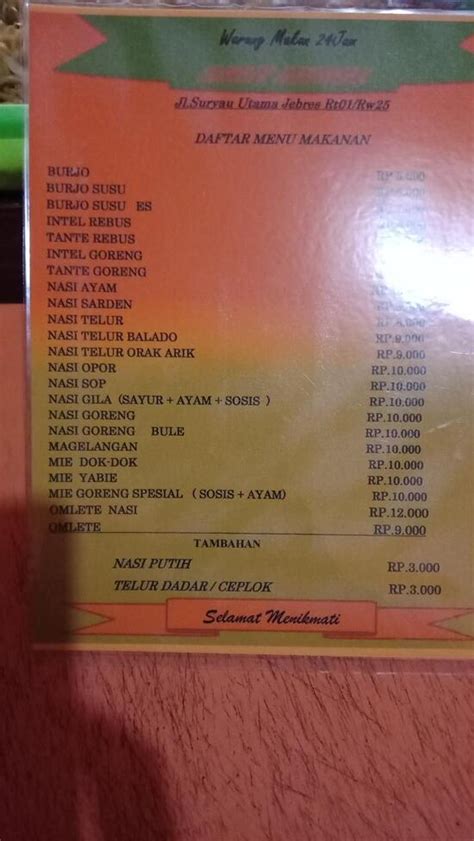 Warung Makan 24Jam
Jl.Suryau Utama Jebres Rt01/Rw25
DAFTAR MENU MAKANAN
BURJO
BURJO SUSU
BURJO SUSU ES
INTEL REBUS
TANTE REBUS
INTEL GORENG
TANTE GORENG
NASI AYAM
NASI SARDEN
NASI TELUR
NASI TELUR BALADO RP.9.000
NASI TELUR ORAK ARIK RP.9.000
NASI OPOR RP.10.000
NASI SOP RP.10.000
NASI GILA (SAYUR + AYAM + SOSIS ) RP.10.000
NASI GORENG RP.10.000
NASI GORENG BULE RP.10.000
MAGELANGAN RP.10.000
MIE DOK-DOK RP.10.000
MIE YABIE RP.10.000
MIE GORENG SPESIAL ( SOSIS + AYAM) RP.10.000
OMLETE NASI RP.12.000
OMLETE RP.9.000
TAMBAHAN
NASI PUTIH RP.3.000
TELUR DADAR / CEPLOK RP.3.000
Selamat Menikmati